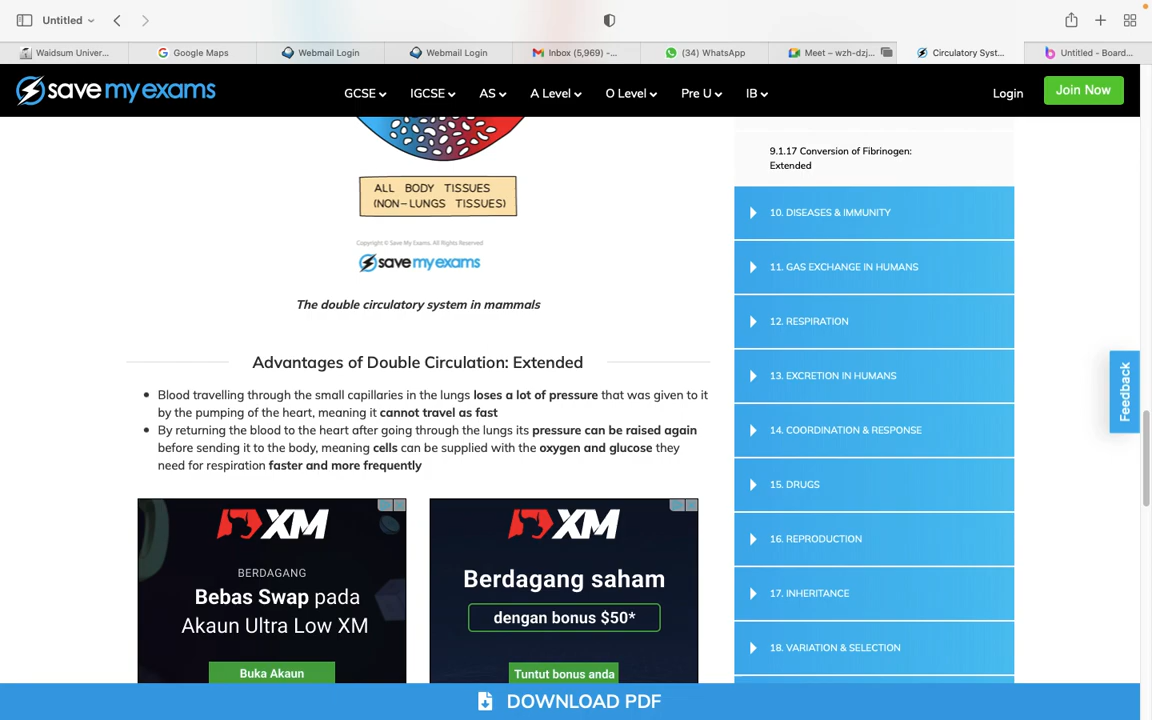 Untitled
Waidsum Univer...
Google Maps
Webmail Login
Webmail Login
Inbox (5,969) -...
(34) WhatsApp
Meet – wzh-dzj...
Circulatory Syst...
Untitled - Board...
save my exams
GCSE
IGCSE
AS
A Level
O Level
Pre U
IB
Login
Join Now
ALL BODY TISSUES
(NON-LUNGS TISSUES)
Copyright © Save My Exams. All Rights Reserved
save my exams
The double circulatory system in mammals
Advantages of Double Circulation: Extended
Blood travelling through the small capillaries in the lungs loses a lot of pressure that was given to it
by the pumping of the heart, meaning it cannot travel as fast
By returning the blood to the heart after going through the lungs its pressure can be raised again
before sending it to the body, meaning cells can be supplied with the oxygen and glucose they
need for respiration faster and more frequently
XM
BERDAGANG
Bebas Swap pada
Akaun Ultra Low XM
Buka Akaun
XM
Berdagang saham
dengan bonus $50*
Tuntut bonus anda
9.1.17 Conversion of Fibrinogen:
Extended
10. DISEASES & IMMUNITY
11. GAS EXCHANGE IN HUMANS
12. RESPIRATION
13. EXCRETION IN HUMANS
14. COORDINATION & RESPONSE
15. DRUGS
16. REPRODUCTION
17. INHERITANCE
18. VARIATION & SELECTION
Feedback
DOWNLOAD PDF